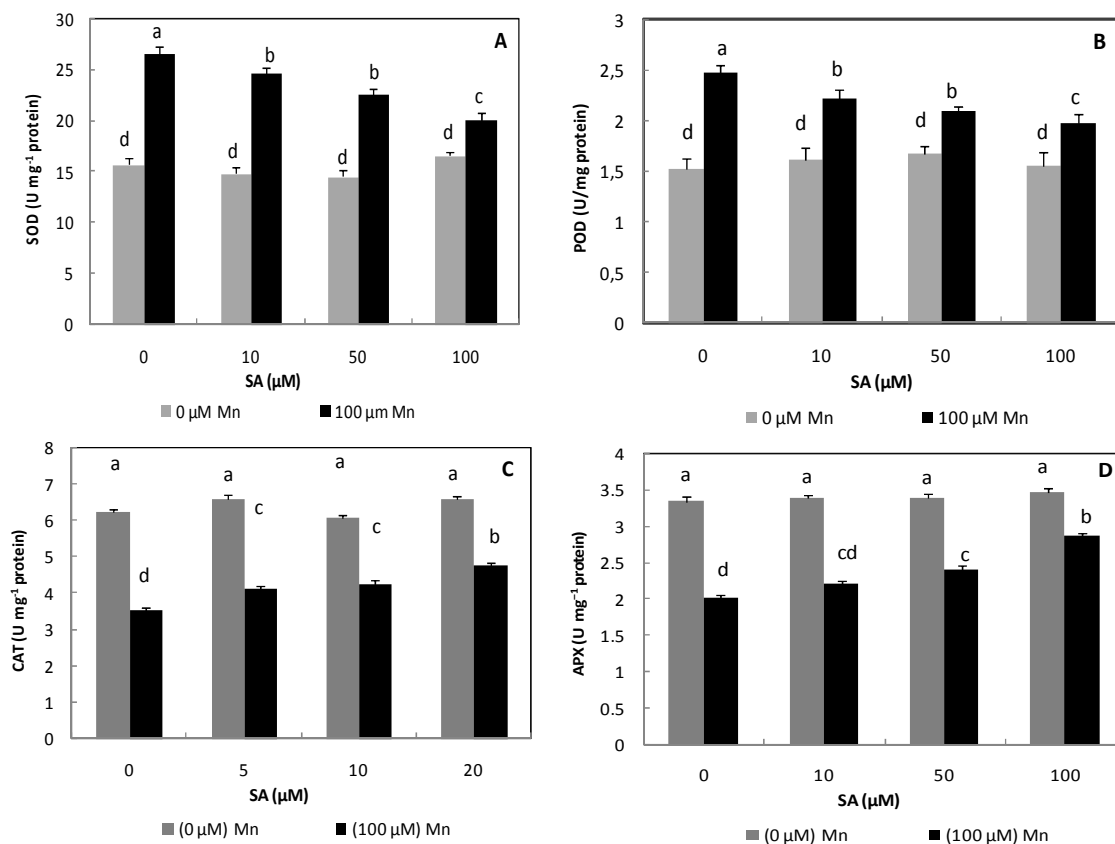 30
25
20
15
10
5
0
SOD (U mg⁻¹ protein)
A
a
b
b
c
d
d
d
d
0
10
50
100
SA (µM)
0 µM Mn
100 µm Mn
3
2,5
2
1,5
1
0,5
0
POD (U/mg protein)
B
a
b
b
c
d
d
d
d
0
10
50
100
SA (µM)
0 µM Mn
100 µM Mn
8
7
6
5
4
3
2
1
0
CAT (U mg⁻¹ protein)
C
a
a
a
a
c
c
b
d
0
5
10
20
SA (µM)
(0 µM) Mn
(100 µM) Mn
4
3.5
3
2.5
2
1.5
1
0.5
0
APX (U mg⁻¹ protein)
D
a
a
a
a
b
d
cd
c
0
10
50
100
SA (µM)
(0 µM) Mn
(100 µM) Mn